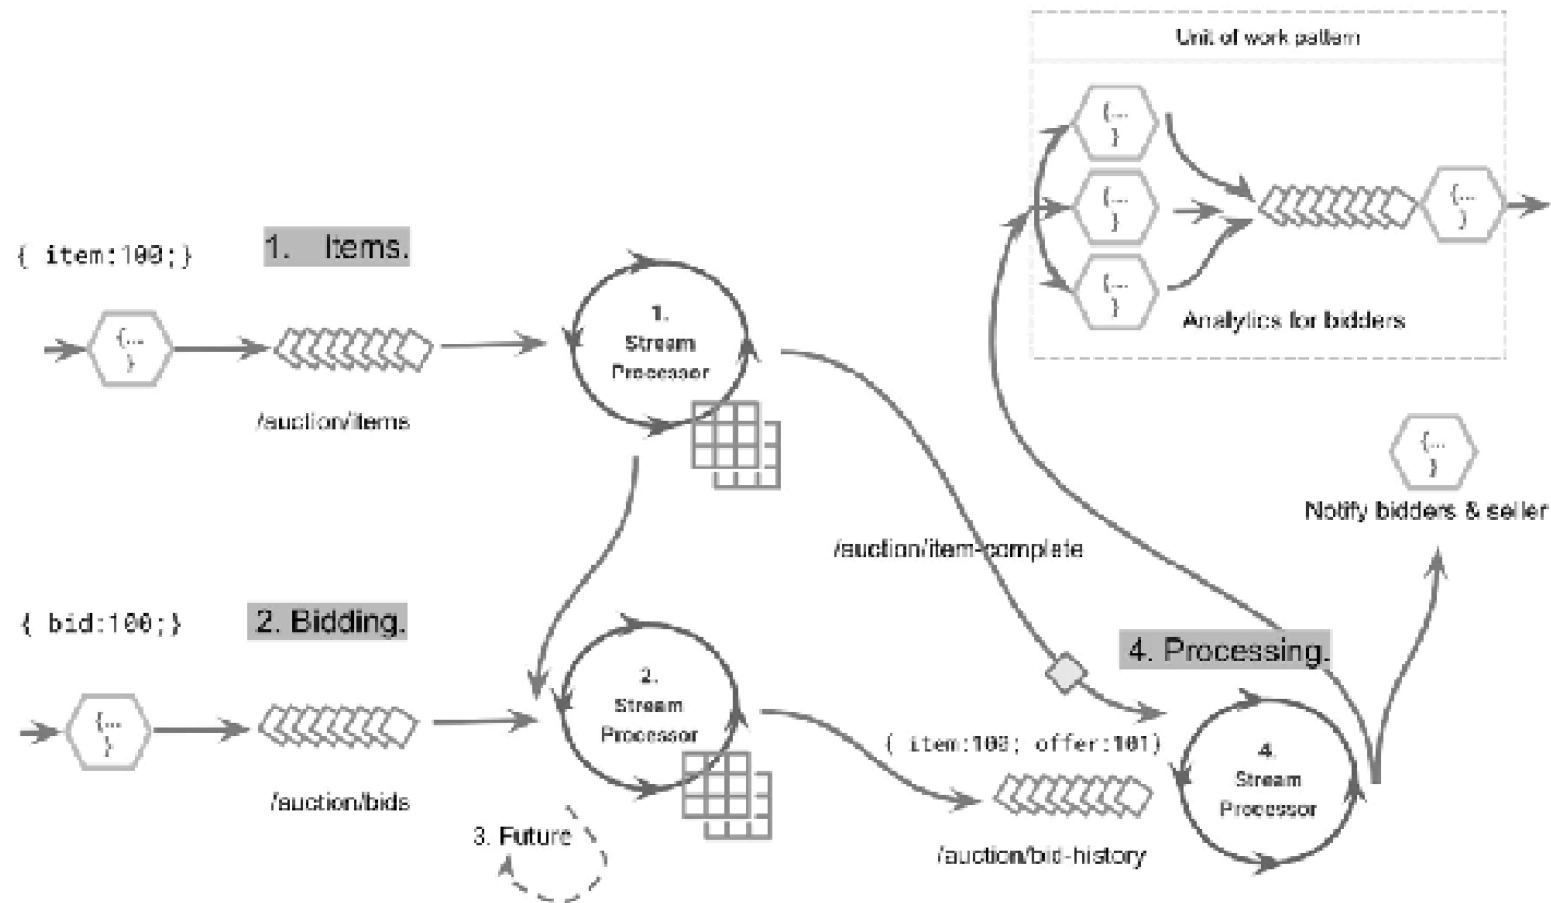 Unit of work pattern
{...
}
{...
}
{...
}
{...
}
Analytics for bidders
{ item:100;}
1. Items.
{...
}
/auction/items
1.
Stream
Processor
{...
}
Notify bidders & seller
/auction/item-complete
{ bid:100;}
2. Bidding.
{...
}
/auction/bids
2.
Stream
Processor
3. Future
4. Processing.
{ item:100; offer:101}
/auction/bid-history
4.
Stream
Processor